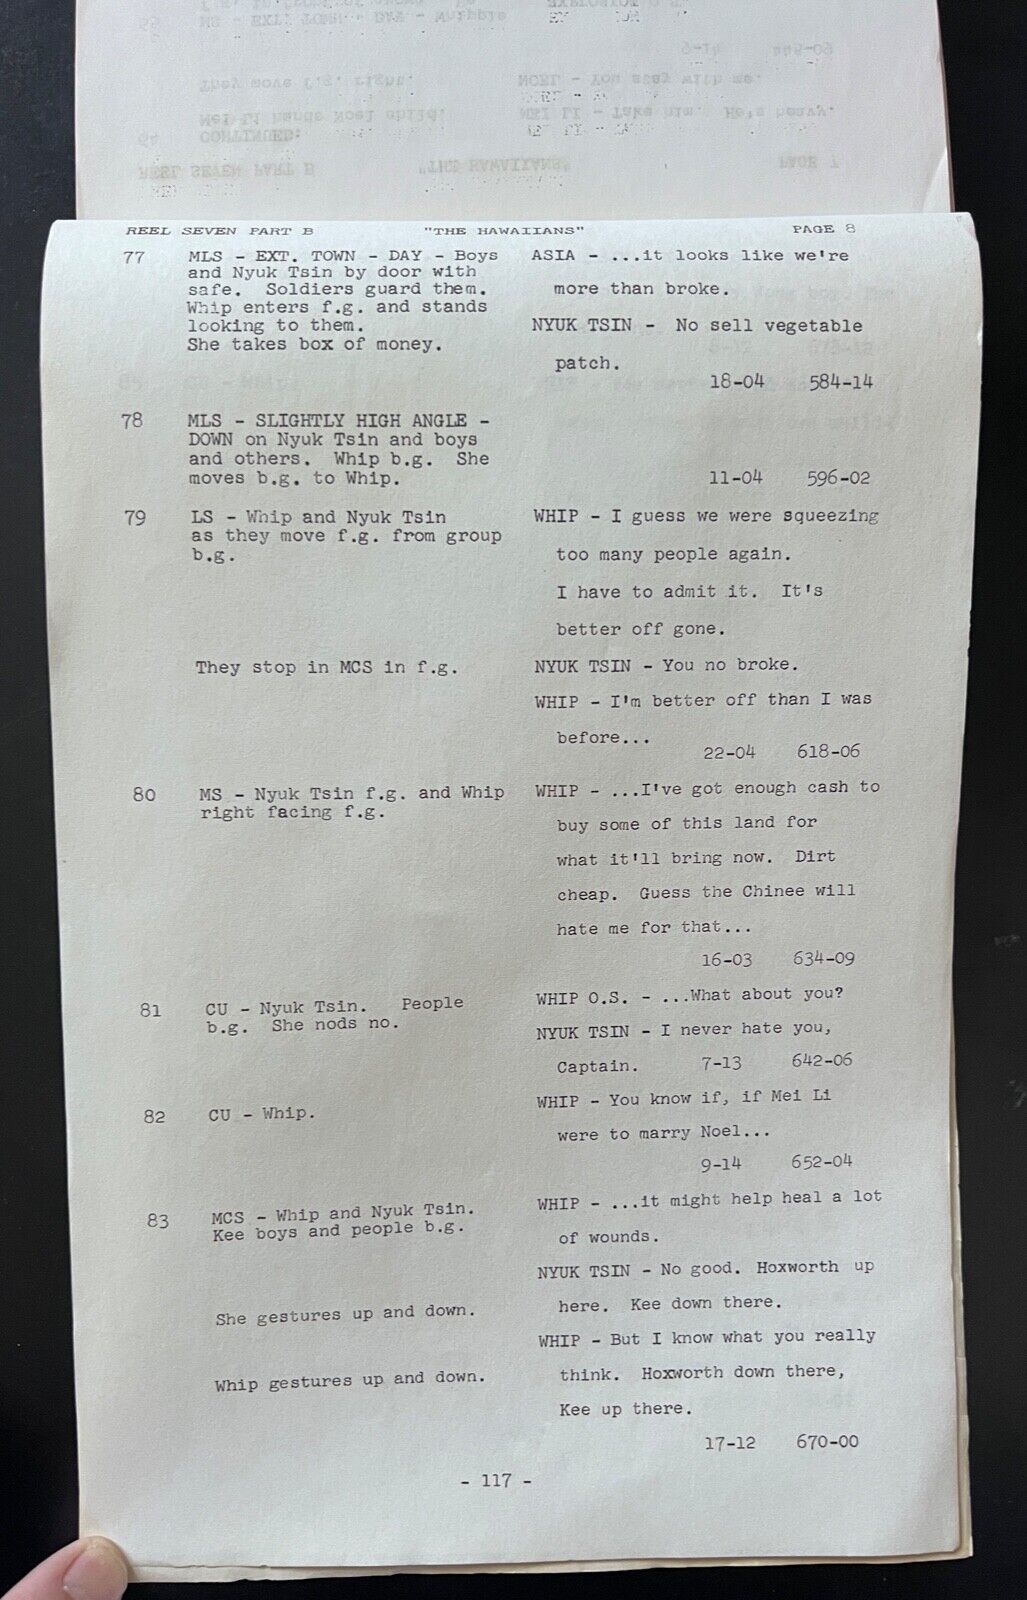 REEL SEVEN PART B "THE HAWAIIANS" PAGE 8
77 MLS - EXT. TOWN - DAY - Boys
and Nyuk Tsin by door with
safe. Soldiers guard them.
Whip enters f.g. and stands
looking to them.
She takes box of money.
ASIA - ...it looks like we're
more than broke.
NYUK TSIN - No sell vegetable
patch.
18-04 584-14
78 MLS - SLIGHTLY HIGH ANGLE -
DOWN on Nyuk Tsin and boys
and others. Whip b.g. She
moves b.g. to Whip.
11-04 596-02
79 LS - Whip and Nyuk Tsin
as they move f.g. from group
b.g.
WHIP - I guess we were squeezing
too many people again.
I have to admit it. It's
better off gone.
They stop in MCS in f.g.
NYUK TSIN - You no broke.
WHIP - I'm better off than I was
before...
22-04 618-06
80 MS - Nyuk Tsin f.g. and Whip
right facing f.g.
WHIP - ...I've got enough cash to
buy some of this land for
what it'll bring now. Dirt
cheap. Guess the Chinee will
hate me for that...
16-03 634-09
81 CU - Nyuk Tsin. People
b.g. She nods no.
WHIP O.S. - ...What about you?
NYUK TSIN - I never hate you,
Captain. 7-13 642-06
82 CU - Whip.
WHIP - You know if, if Mei Li
were to marry Noel...
9-14 652-04
83 MCS - Whip and Nyuk Tsin.
Kee boys and people b.g.
WHIP - ...it might help heal a lot
of wounds.
NYUK TSIN - No good. Hoxworth up
here. Kee down there.
She gestures up and down.
WHIP - But I know what you really
think. Hoxworth down there,
Kee up there.
Whip gestures up and down.
17-12 670-00
- 117 -